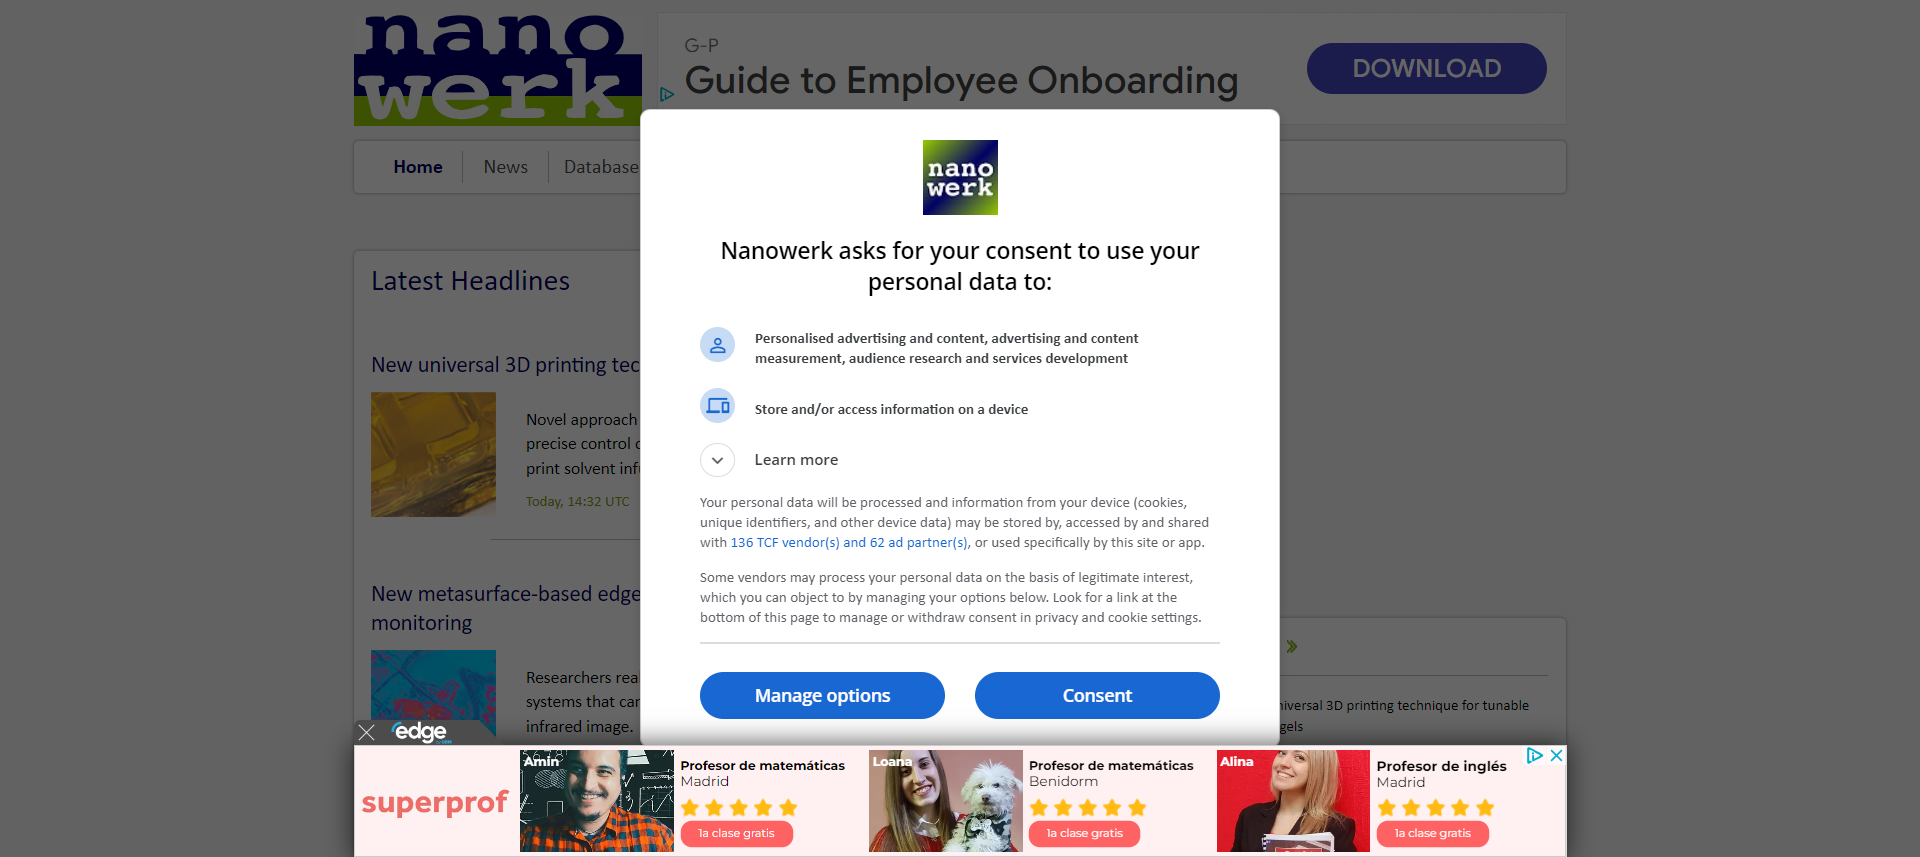 nano
werk
G-P
Guide to Employee Onboarding
DOWNLOAD
Home
News
Database
nano
werk
Nanowerk asks for your consent to use your
personal data to:
Personalised advertising and content, advertising and content
measurement, audience research and services development
Store and/or access information on a device
Learn more
Your personal data will be processed and information from your device (cookies,
unique identifiers, and other device data) may be stored by, accessed by and shared
with 136 TCF vendor(s) and 62 ad partner(s), or used specifically by this site or app.
Some vendors may process your personal data on the basis of legitimate interest,
which you can object to by managing your options below. Look for a link at the
bottom of this page to manage or withdraw consent in privacy and cookie settings.
Manage options
Consent
Latest Headlines
New universal 3D printing tec
Novel approach
precise control
print solvent inf
Today, 14:32 UTC
New metasurface-based edge
monitoring
Researchers rea
systems that car
infrared image.
iversal 3D printing technique for tunable
gels
edge
superprof
Amin
Profesor de matemáticas
Madrid
1a clase gratis
Loana
Profesor de matemáticas
Benidorm
1a clase gratis
Alina
Profesor de inglés
Madrid
1a clase gratis